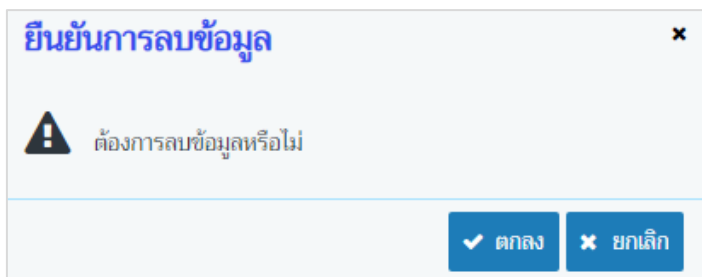 ยืนยันการลบข้อมูล
ต้องการลบข้อมูลหรือไม่
ตกลง ยกเลิก